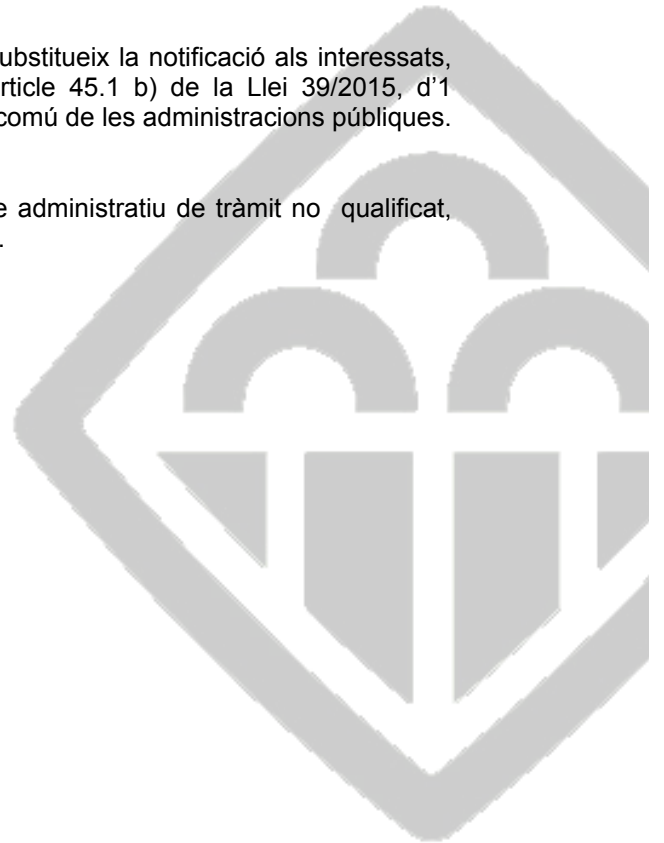 ubstitueix la notificació als interessats,
rticle 45.1 b) de la Llei 39/2015, d’1
comú de les administracions públiques.
e administratiu de tràmit no qualificat,
.